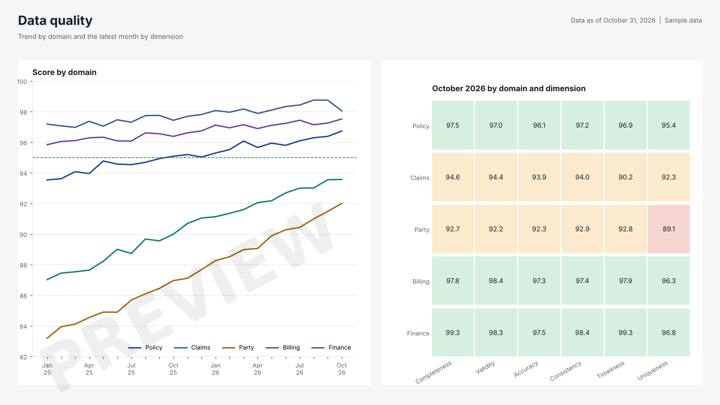 Data quality
Data as of October 31, 2026 | Sample data
Trend by domain and the latest month by dimension
Score by domain
100
98
96
94
92
90
88
86
84
82
Jan 25
Apr 25
Jul 25
Oct 25
Jan 26
Apr 26
Jul 26
Oct 26
Policy Claims Party Billing Finance
PREVIEW
October 2026 by domain and dimension
Policy 97.5 97.0 96.1 97.2 96.9 95.4
Claims 94.6 94.4 93.9 94.0 90.2 92.3
Party 92.7 92.2 92.3 92.9 92.8 89.1
Billing 97.8 98.4 97.3 97.4 97.9 96.3
Finance 99.3 98.3 97.5 98.4 99.3 96.8
Completeness Validity Accuracy Consistency Timeliness Uniqueness